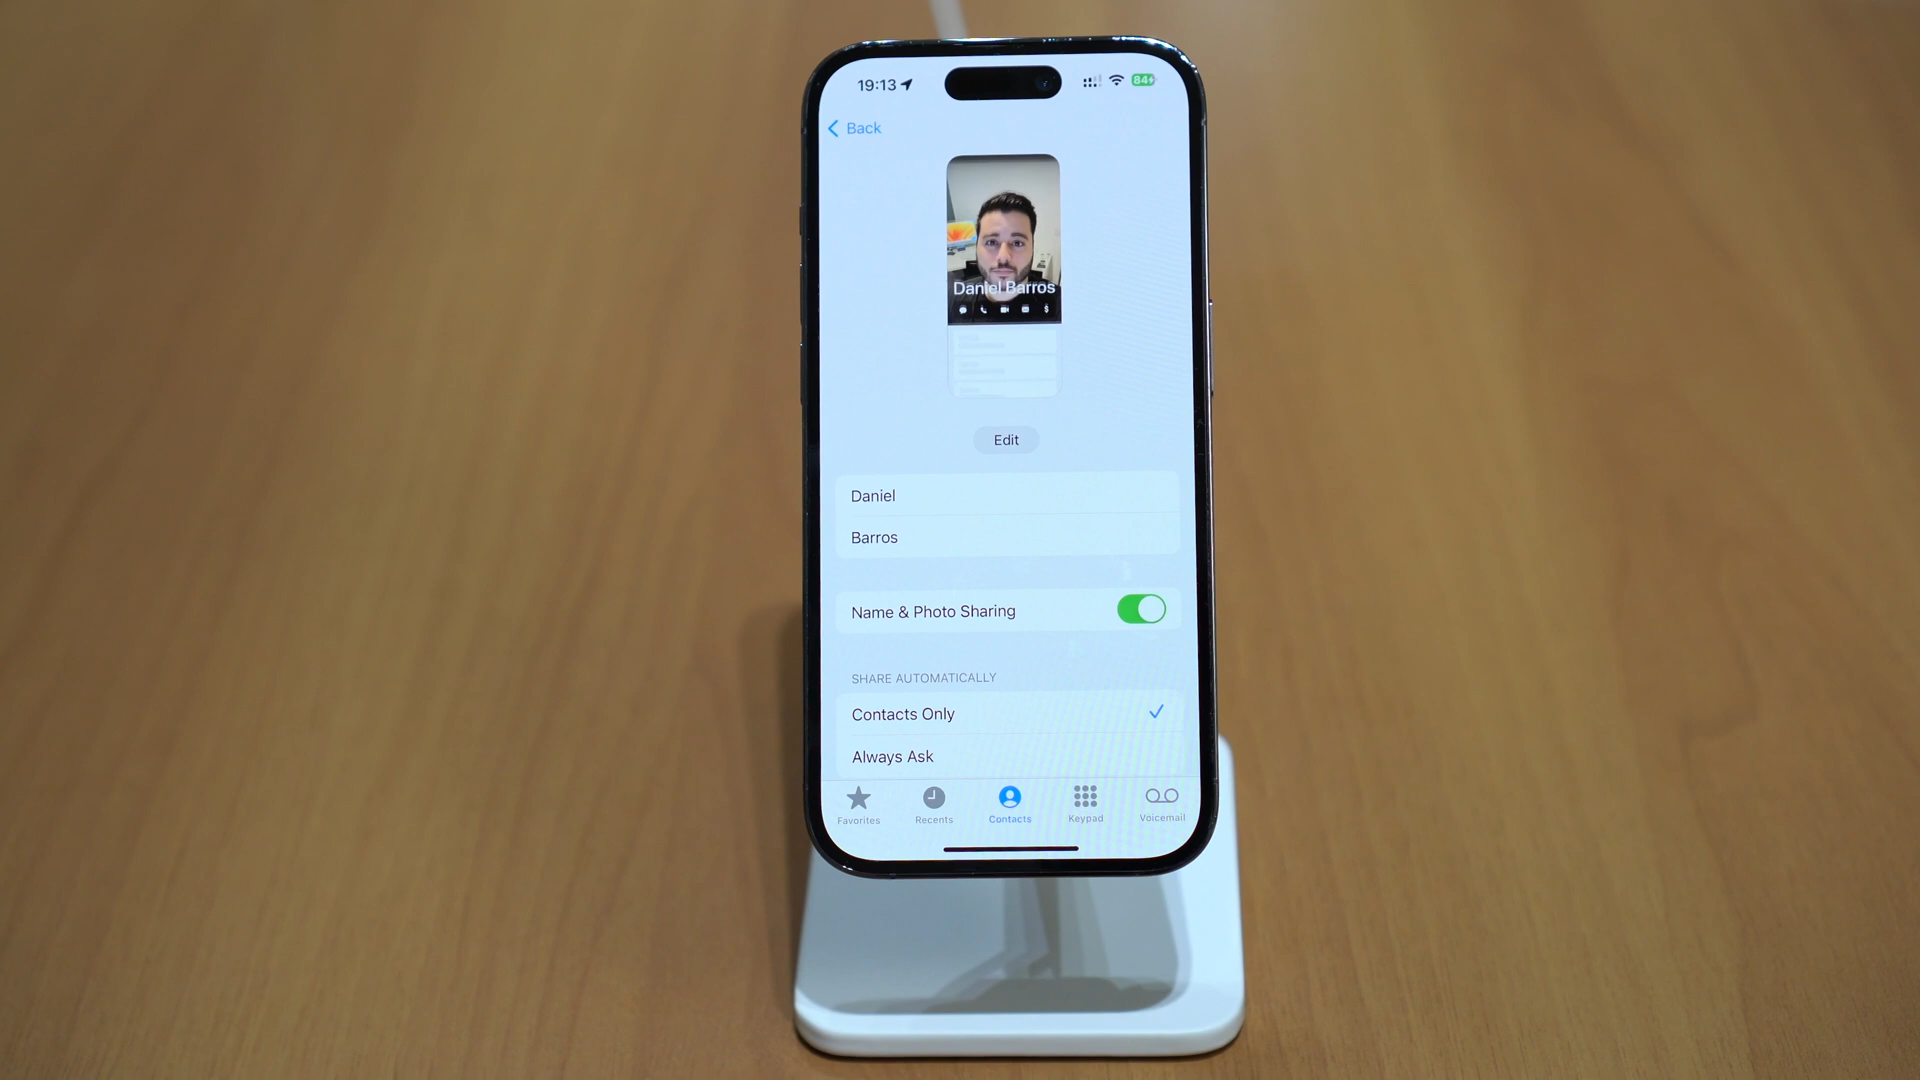 19:13
84
Back
Daniel Barros
Edit
Daniel
Barros
Name & Photo Sharing
SHARE AUTOMATICALLY
Contacts Only
Always Ask
Favorites
Recents
Contacts
Keypad
Voicemail